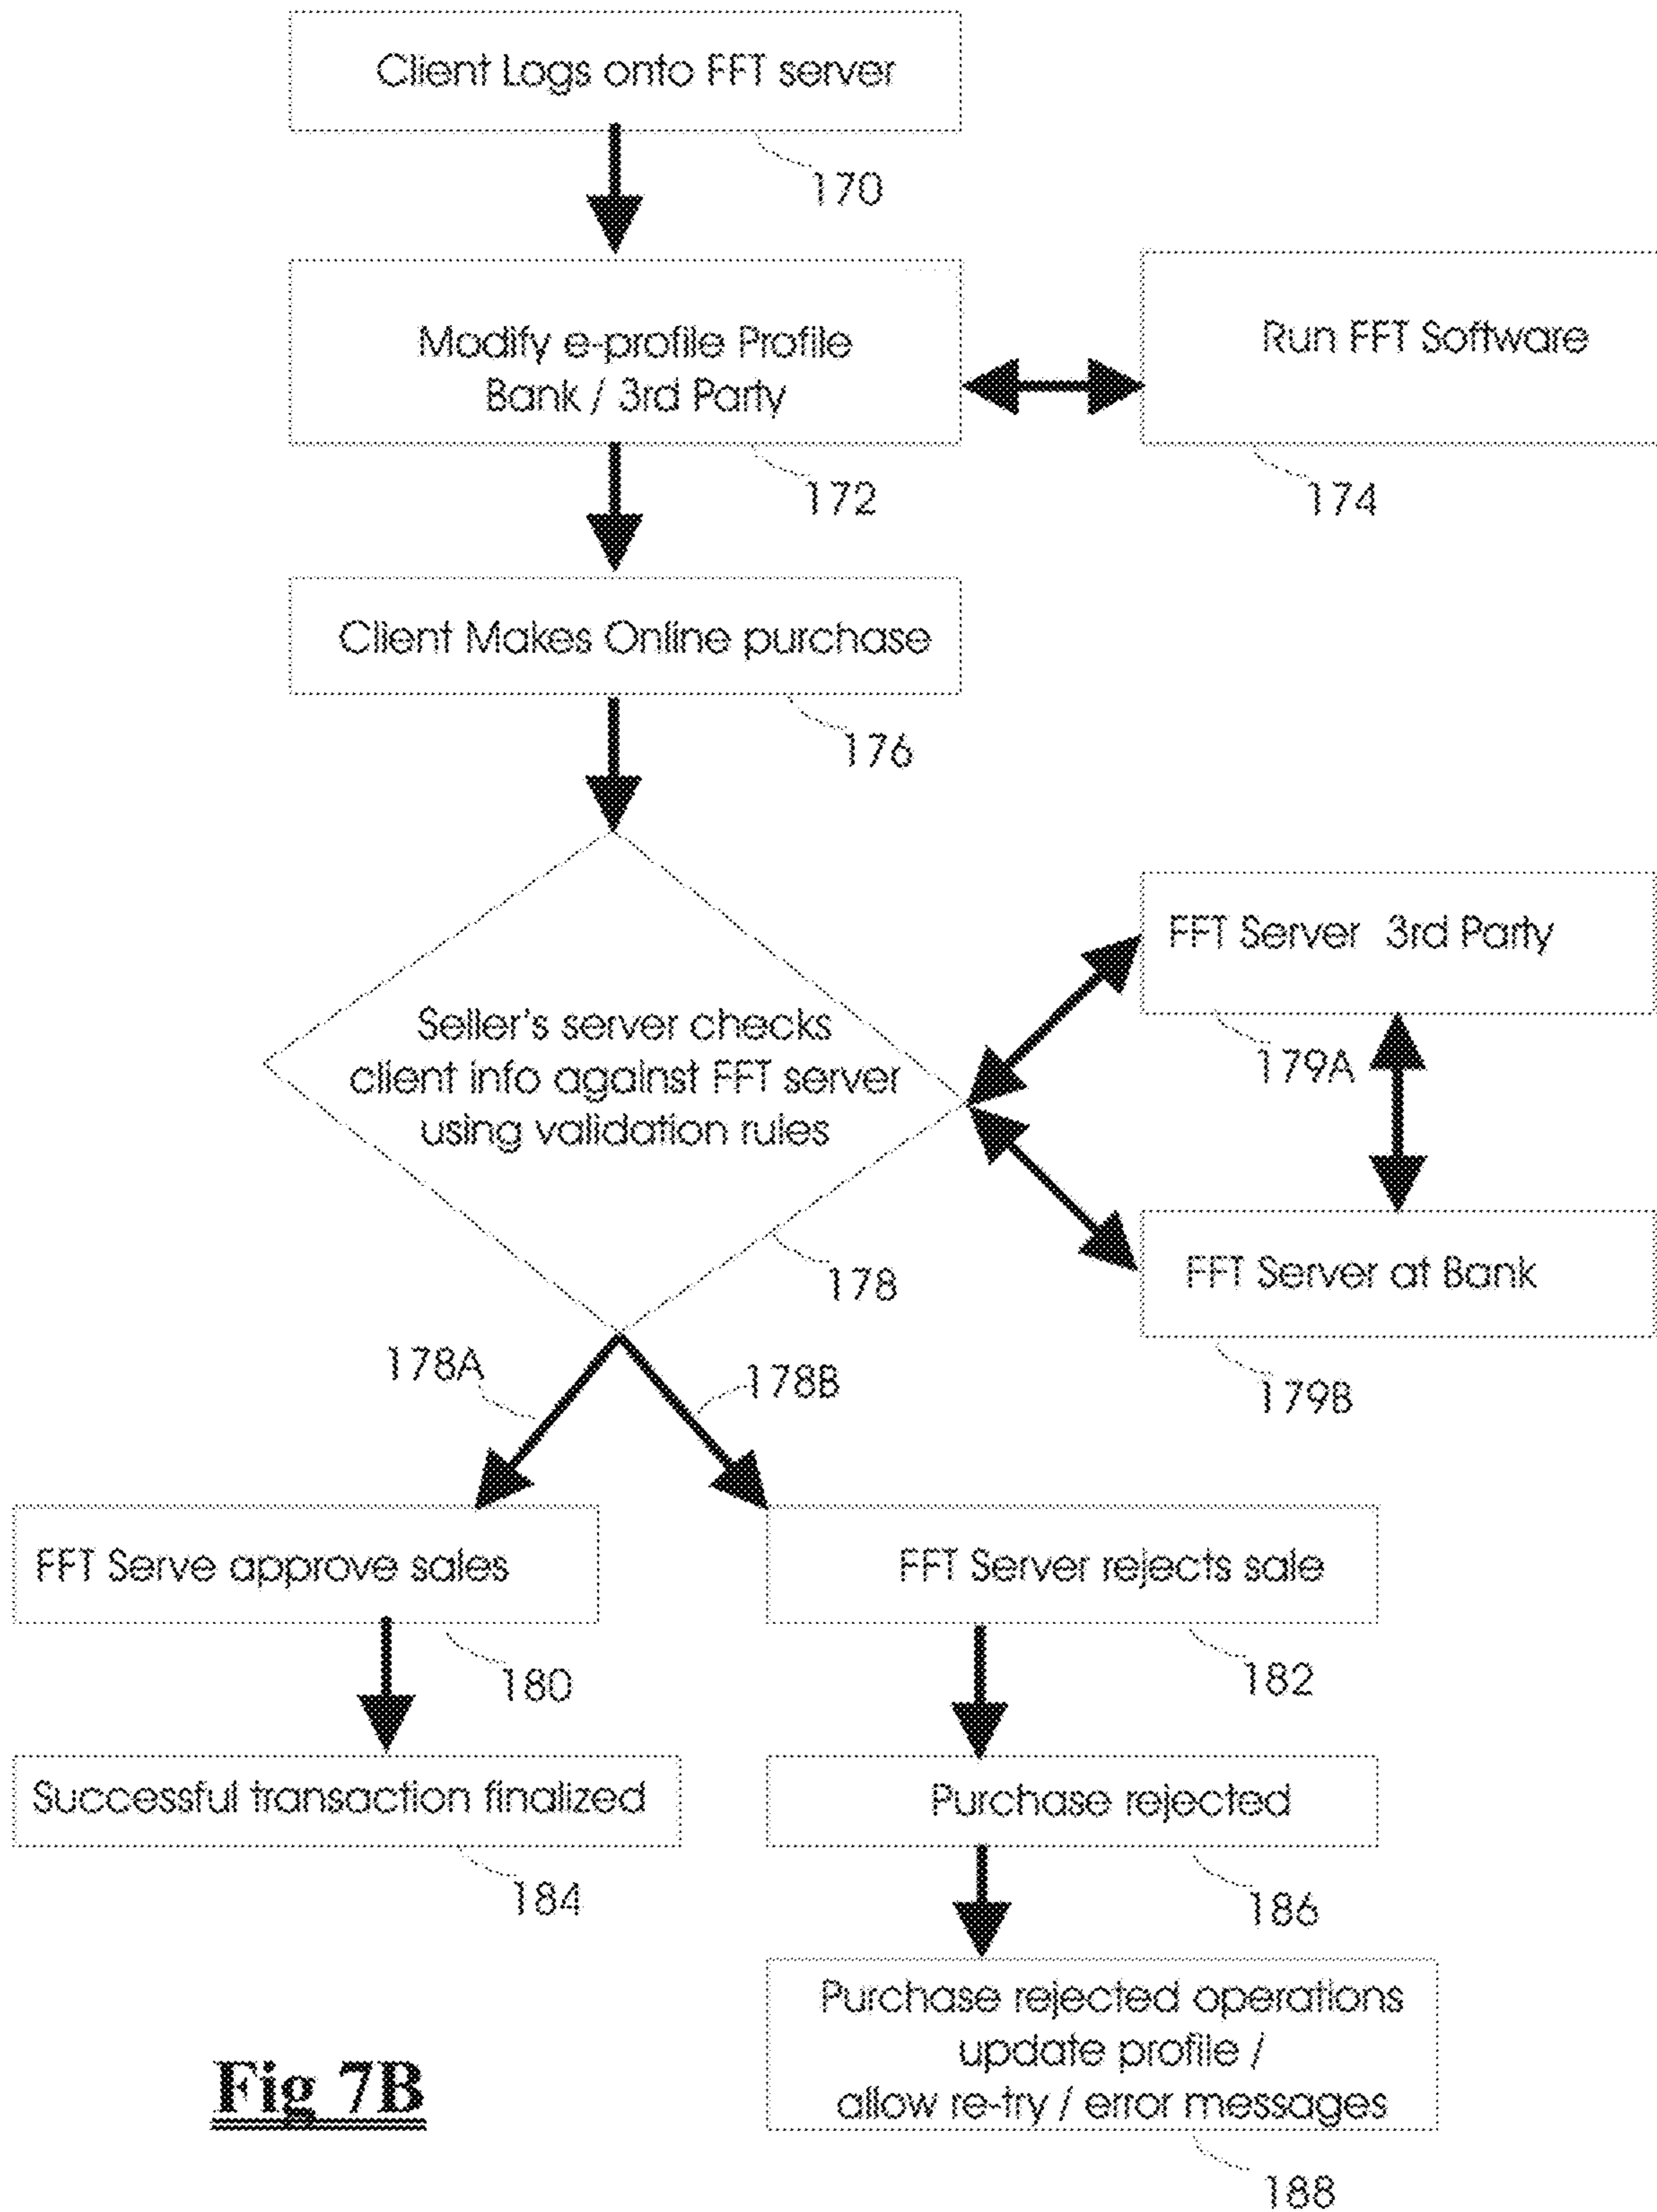 Client Logs onto FFT server
170
Modify e-profile Profile
Bank / 3rd Party
172
Run FFT Software
174
Client Makes Online purchase
176
Seller's server checks
client info against FFT server
using validation rules
178
FFT Server 3rd Party
179A
FFT Server at Bank
179B
178A
178B
FFT Serve approve sales
180
FFT Server rejects sale
182
Successful transaction finalized
184
Purchase rejected
186
Purchase rejected operations
update profile /
allow re-try / error messages
188
Fig 7B